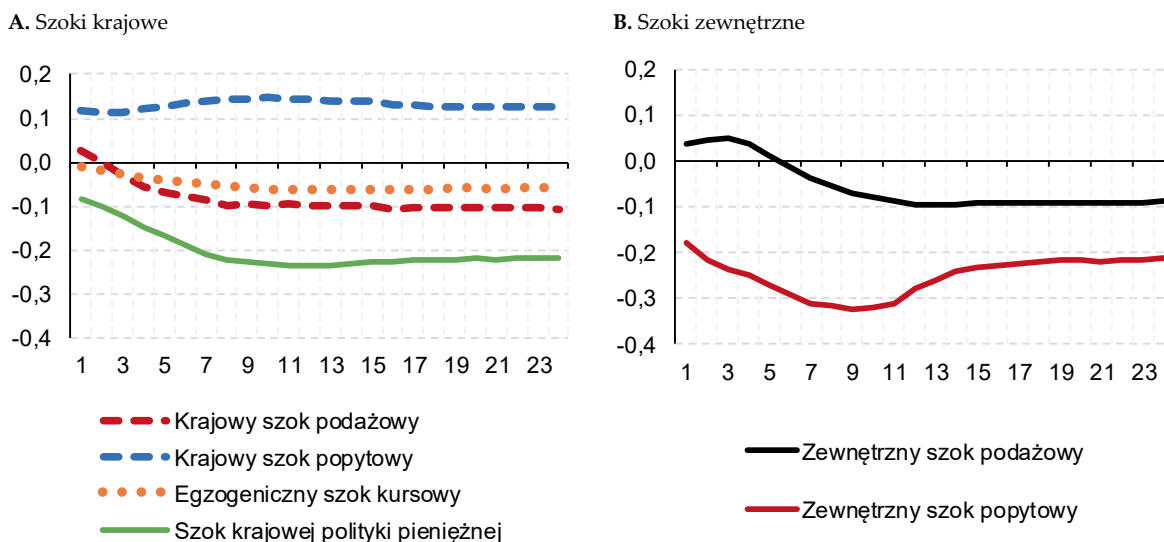 A. Szoki krajowe
0,2
0,1
0,0
-0,1
-0,2
-0,3
-0,4
1 3 5 7 9 11 13 15 17 19 21 23
Krajowy szok podażowy
Krajowy szok popytowy
Egzogeniczny szok kursowy
Szok krajowej polityki pieniężnej
B. Szoki zewnętrzne
0,2
0,1
0,0
-0,1
-0,2
-0,3
-0,4
1 3 5 7 9 11 13 15 17 19 21 23
Zewnętrzny szok podażowy
Zewnętrzny szok popytowy